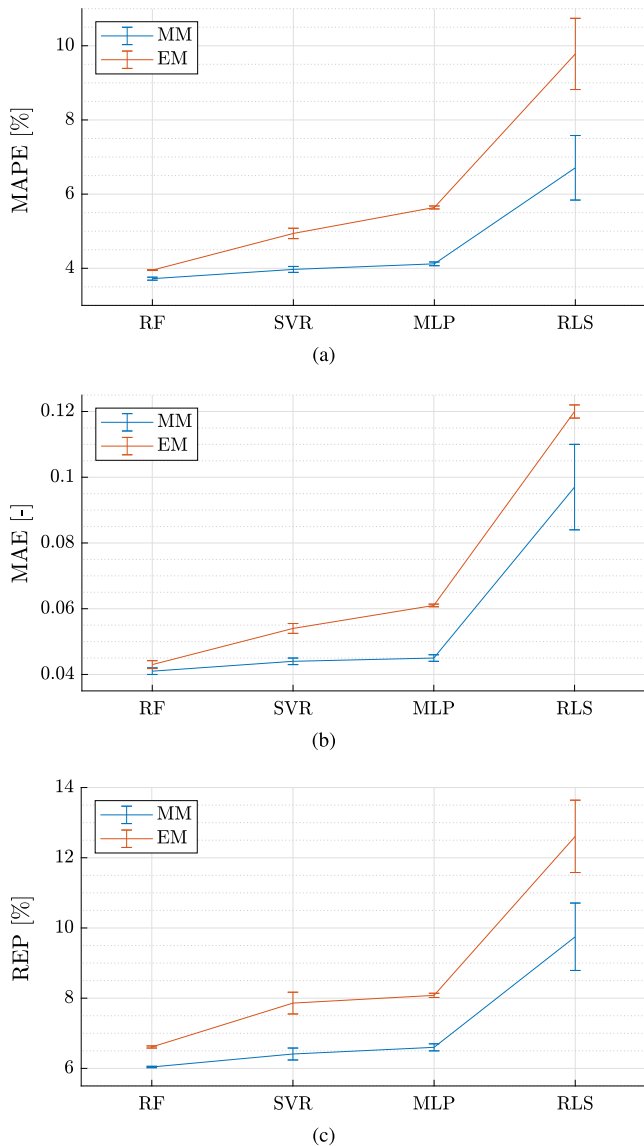 MM
EM
10
8
6
4
MAPE [%]
RF SVR MLP RLS
(a)
MM
EM
0.12
0.1
0.08
0.06
0.04
MAE [-]
RF SVR MLP RLS
(b)
14
MM
EM
12
10
8
6
REP [%]
RF SVR MLP RLS
(c)